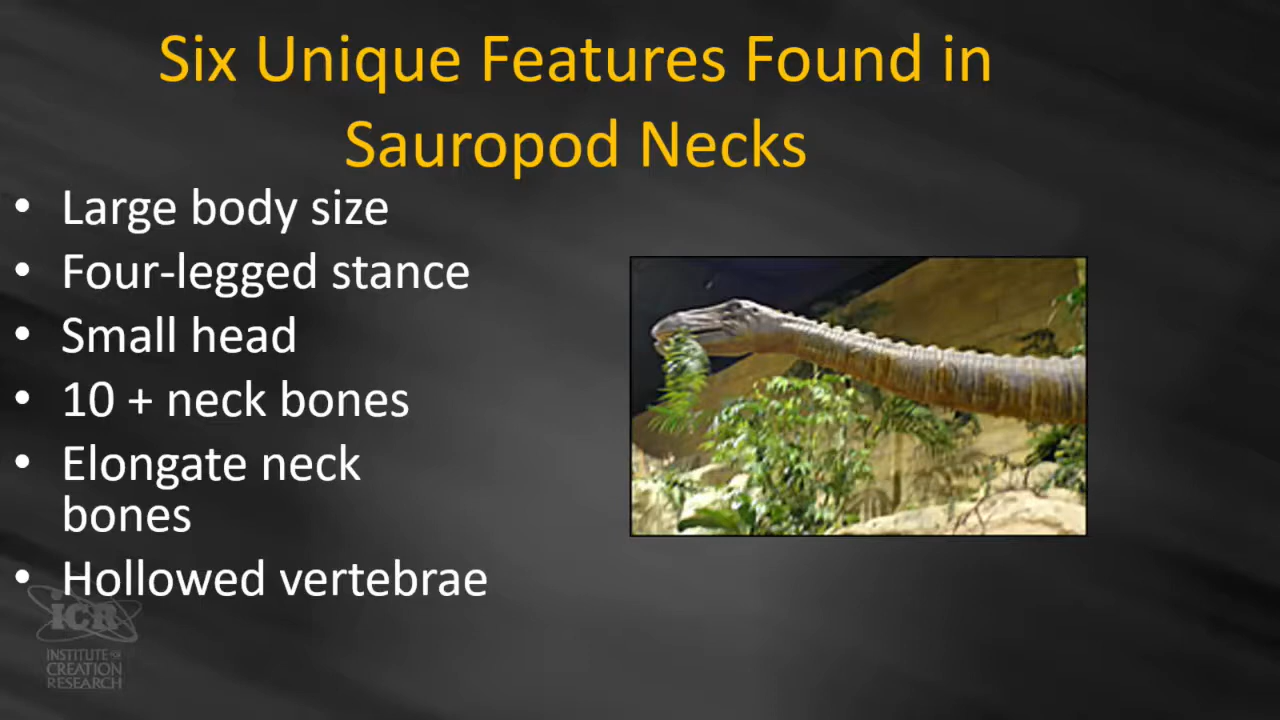 Six Unique Features Found in
Sauropod Necks
• Large body size
• Four-legged stance
• Small head
• 10 + neck bones
• Elongate neck
bones
• Hollowed vertebrae
ICR
INSTITUTE for
CREATION
RESEARCH